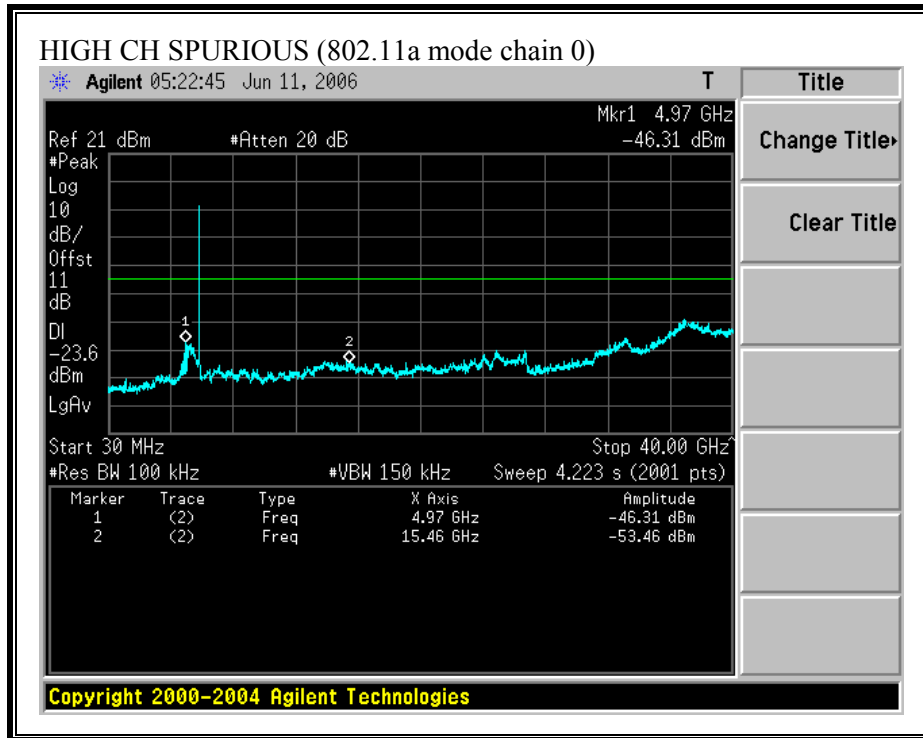 HIGH CH SPURIOUS (802.11a mode chain 0)
Agilent 05:22:45 Jun 11, 2006 T
Title
Mkr1 4.97 GHz
Ref 21 dBm #Atten 20 dB -46.31 dBm
Change Title
#Peak
Log
10
dB/
Offst
11
dB
DI
-23.6
dBm
LgAv
1
2
Clear Title
Start 30 MHz Stop 40.00 GHz^
#Res BW 100 kHz #VBW 150 kHz Sweep 4.223 s (2001 pts)
Marker Trace Type X Axis Amplitude
1 (2) Freq 4.97 GHz -46.31 dBm
2 (2) Freq 15.46 GHz -53.46 dBm
Copyright 2000-2004 Agilent Technologies